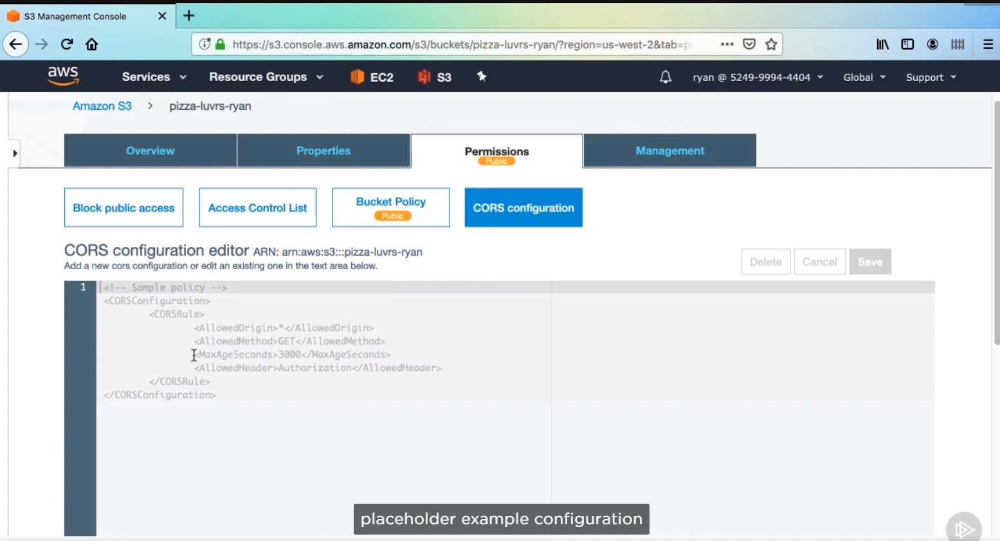 S3 Management Console
https://s3.console.aws.amazon.com/s3/buckets/pizza-luvrs-ryan/?region=us-west-2&tab=p
aws Services Resource Groups EC2 S3 ryan @ 5249-9994-4404 Global Support
Amazon S3 > pizza-luvrs-ryan
Overview Properties Permissions Management
Public
Block public access Access Control List Bucket Policy CORS configuration
Public
CORS configuration editor ARN: arn:aws:s3:::pizza-luvrs-ryan
Add a new cors configuration or edit an existing one in the text area below.
Delete Cancel Save
1 <!-- Sample policy -->
<CORSConfiguration>
<CORSRule>
<AllowedOrigin>*</AllowedOrigin>
<AllowedMethod>GET</AllowedMethod>
<MaxAgeSeconds>3000</MaxAgeSeconds>
<AllowedHeader>Authorization</AllowedHeader>
</CORSRule>
</CORSConfiguration>
placeholder example configuration